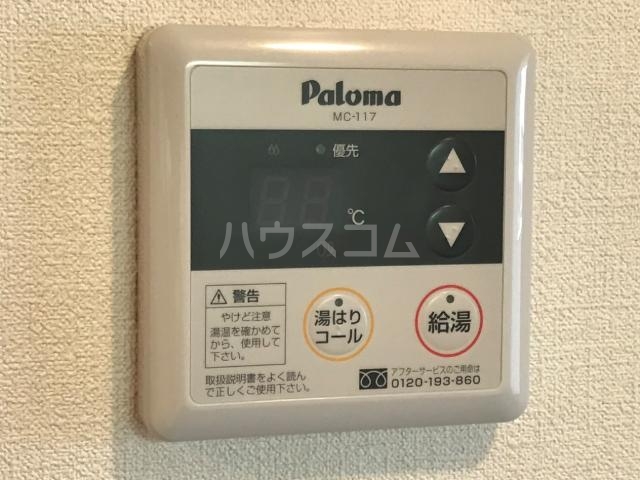 Paloma
MC-117
優先
℃
ハウスコム
警告
やけど注意
湯温を確かめて
から、使用して
下さい。
取扱説明書をよく読ん
で正しくご使用下さい。
湯はり
コール
給湯
アフターサービスのご用命は
0120-193-860